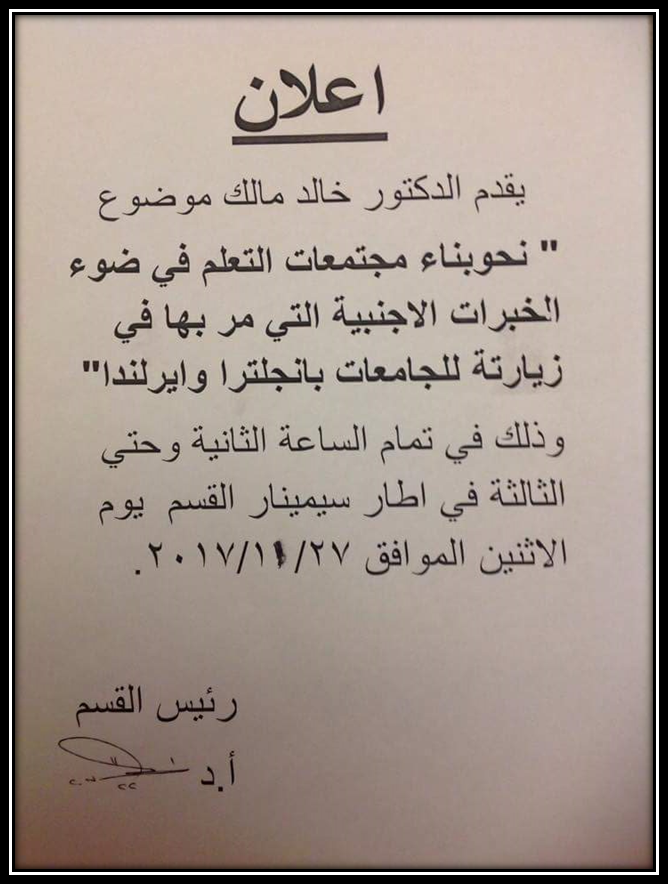 اعلان
يقدم الدكتور خالد مالك موضوع
" نحوبناء مجتمعات التعلم في ضوء
الخبرات الاجنبية التي مر بها في
زيارتة للجامعات بانجلترا وايرلندا"
وذلك في تمام الساعة الثانية وحتي
الثالثة في اطار سيمينار القسم يوم
الاثنين الموافق ٢٠١٧/١١/٢٧.
رئيس القسم
أ.د